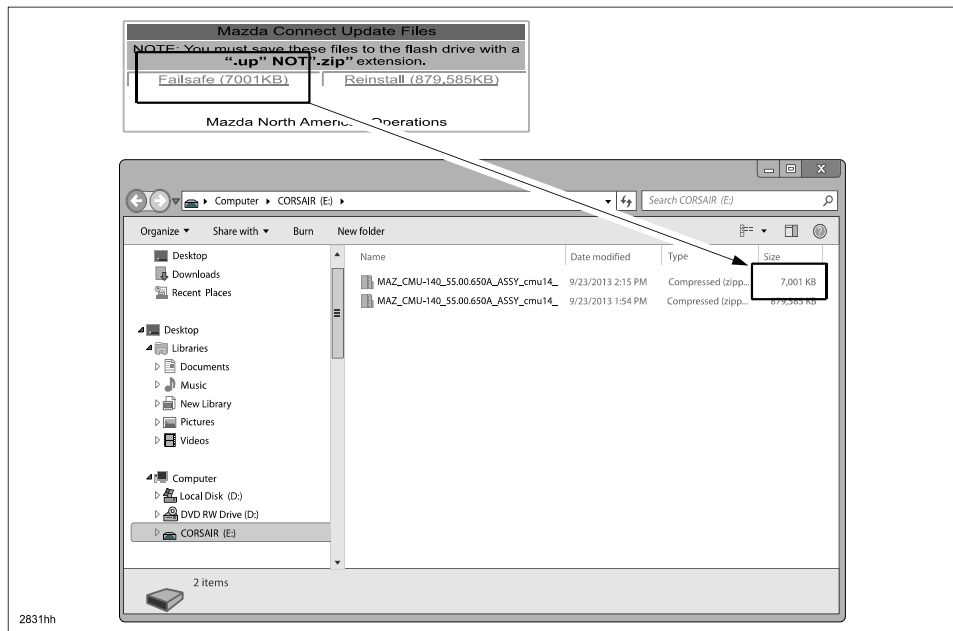 Mazda Connect Update Files
NOTE: You must save these files to the flash drive with a
“.up” NOT”.zip” extension.
Failsafe (7001KB) Reinstall (879,585KB)
Mazda North American Operations
X
Computer CORSAIR (E:) Search CORSAIR (E:)
Organize Share with Burn New folder
Name Date modified Type Size
MAZ_CMU-140_55.00.650A_ASSY_cmu14_ 9/23/2013 2:15 PM Compressed (zipp... 7,001 KB
MAZ_CMU-140_55.00.650A_ASSY_cmu14_ 9/23/2013 1:54 PM Compressed (zipp... 879,585 KB
Desktop
Downloads
Recent Places
Desktop
Libraries
Documents
Music
New Library
Pictures
Videos
Computer
Local Disk (D:)
DVD RW Drive (D:)
CORSAIR (E:)
2 items
2831hh